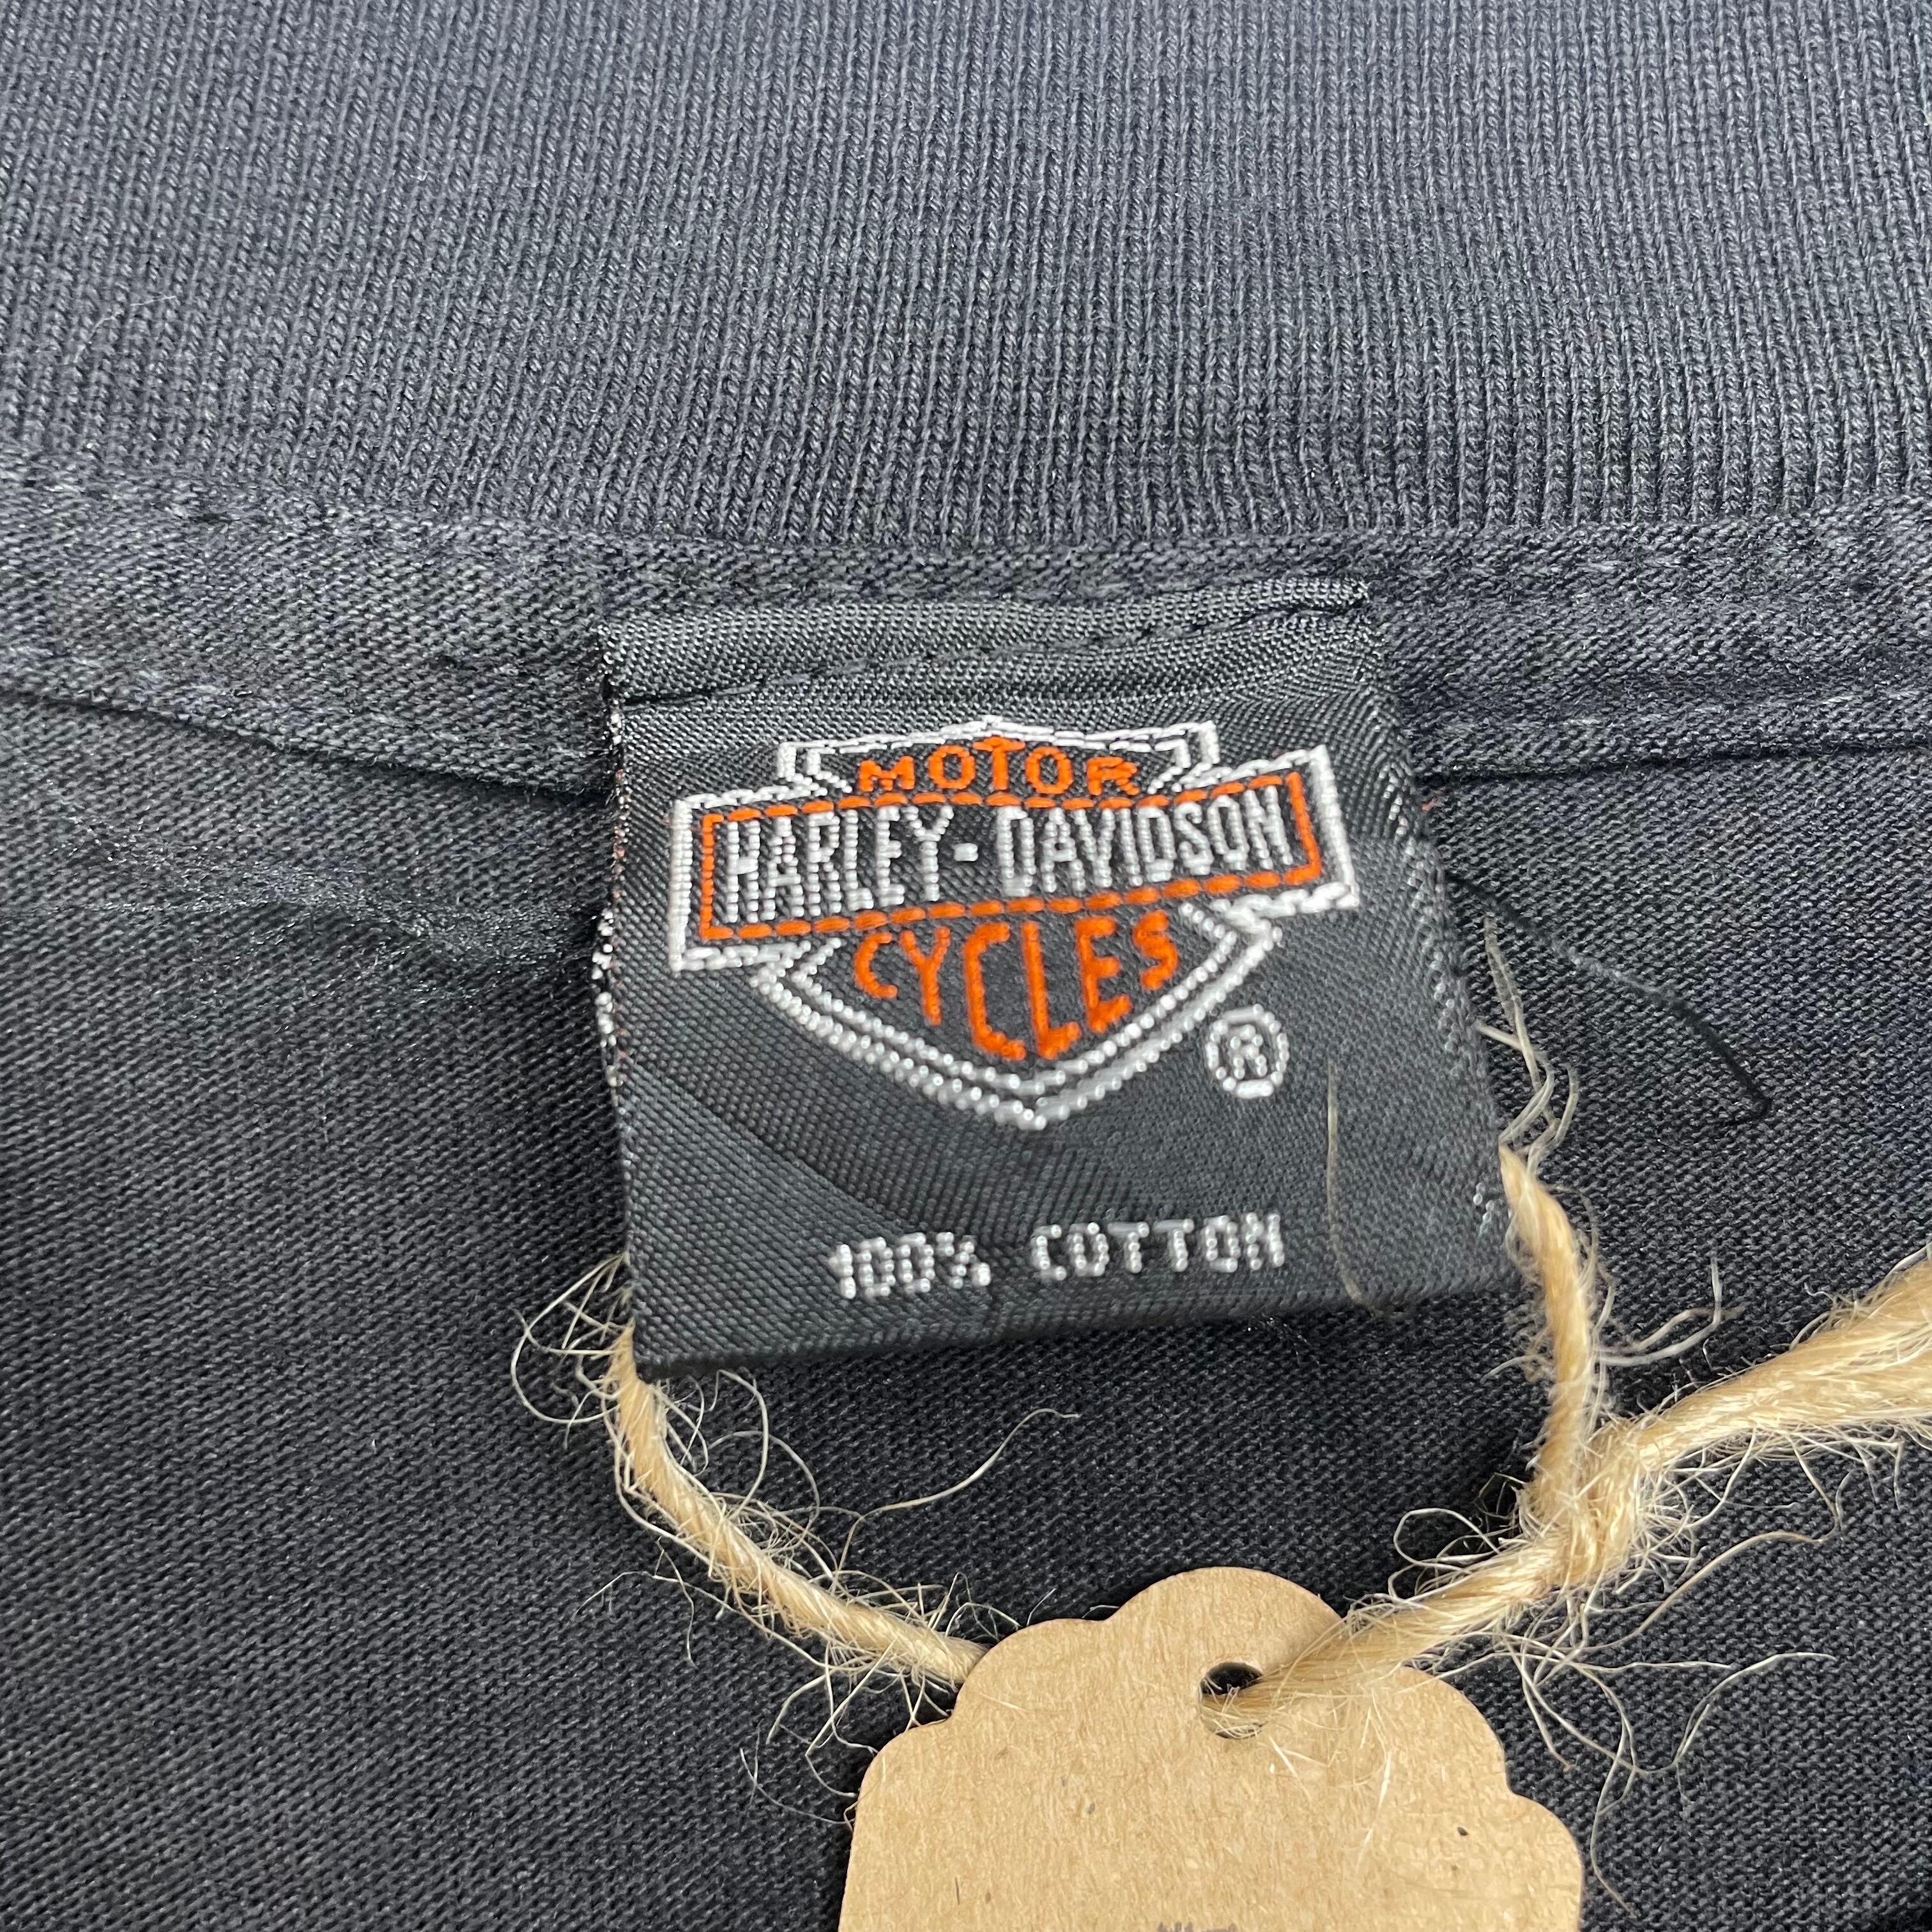 MOTOR
HARLEY-DAVIDSON
CYCLES
®
100% COTTON